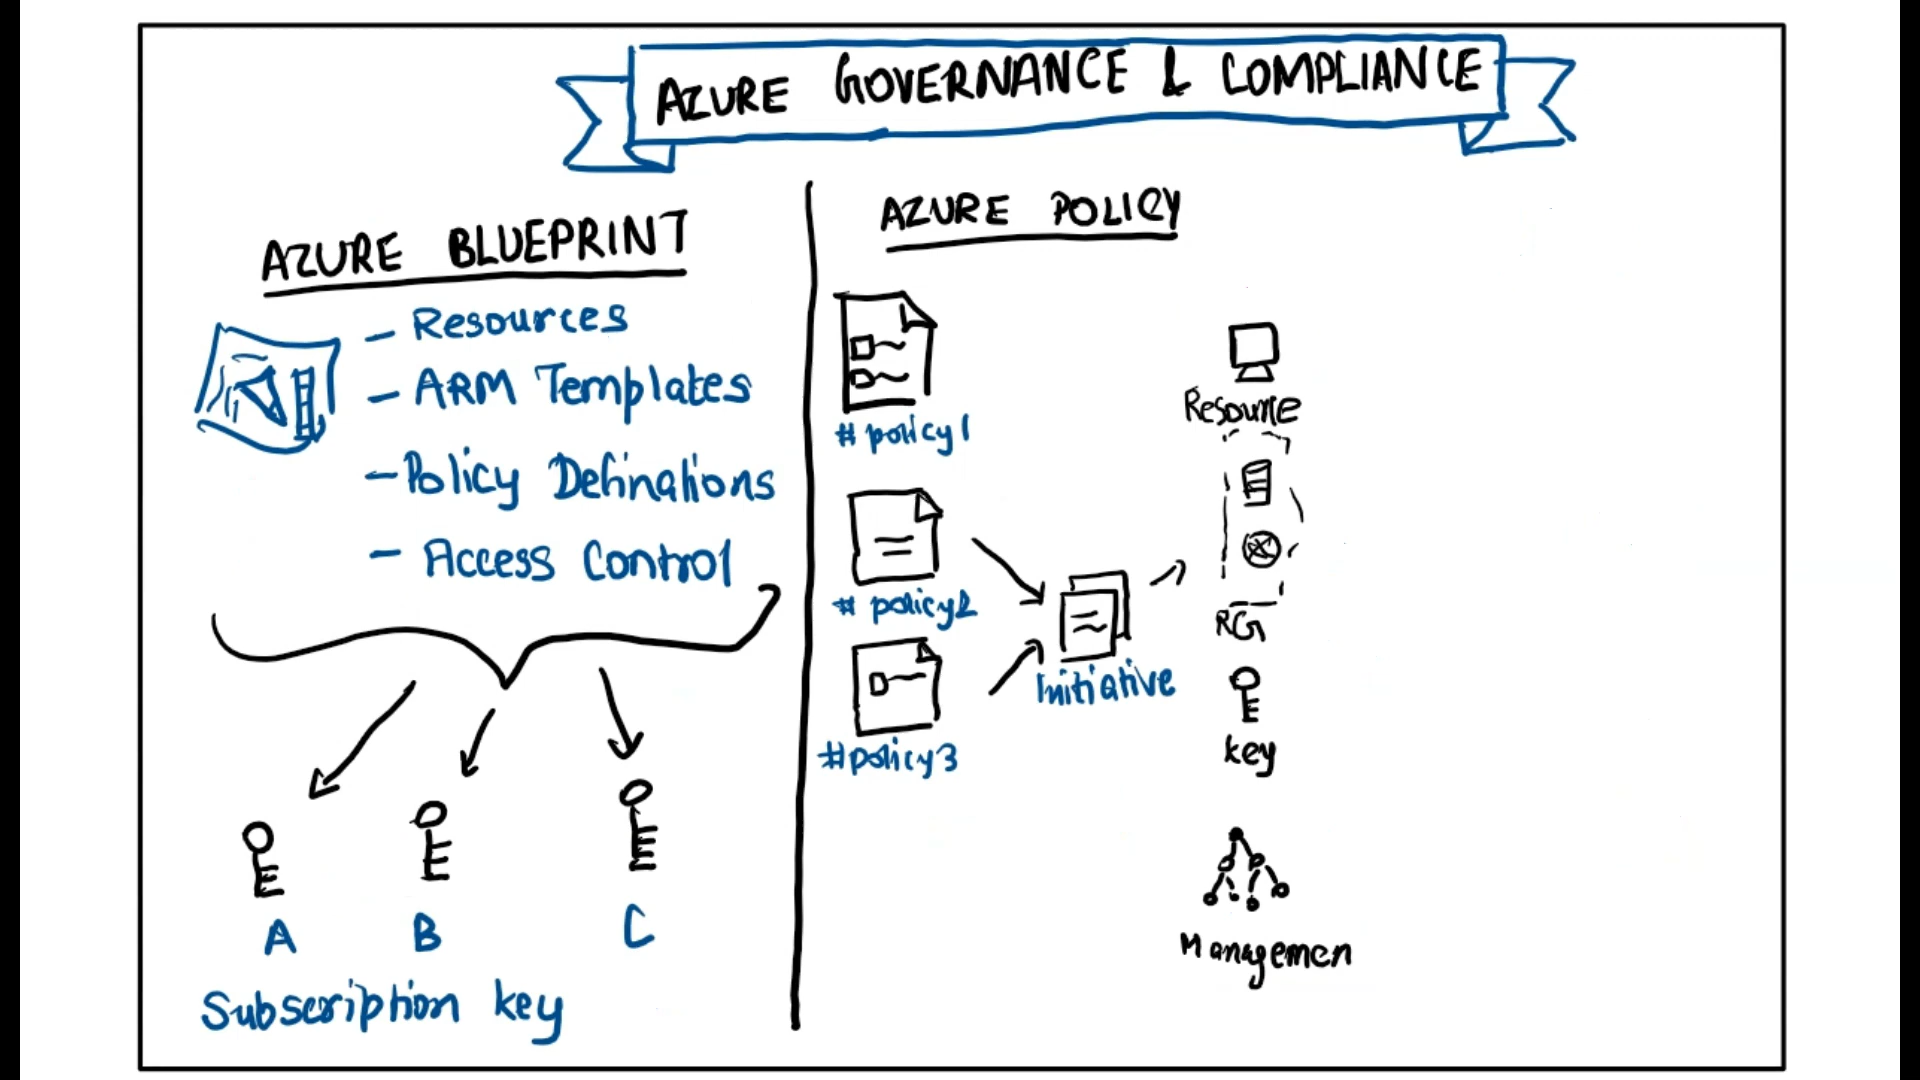 AZURE GOVERNANCE & COMPLIANCE
AZURE BLUEPRINT
- Resources
- ARM Templates
- Policy Definations
- Access Control
A B C
Subscription key
AZURE POLICY
#policy1
# policy2
#policy3
Initiative
Resource
RG
key
Managemen